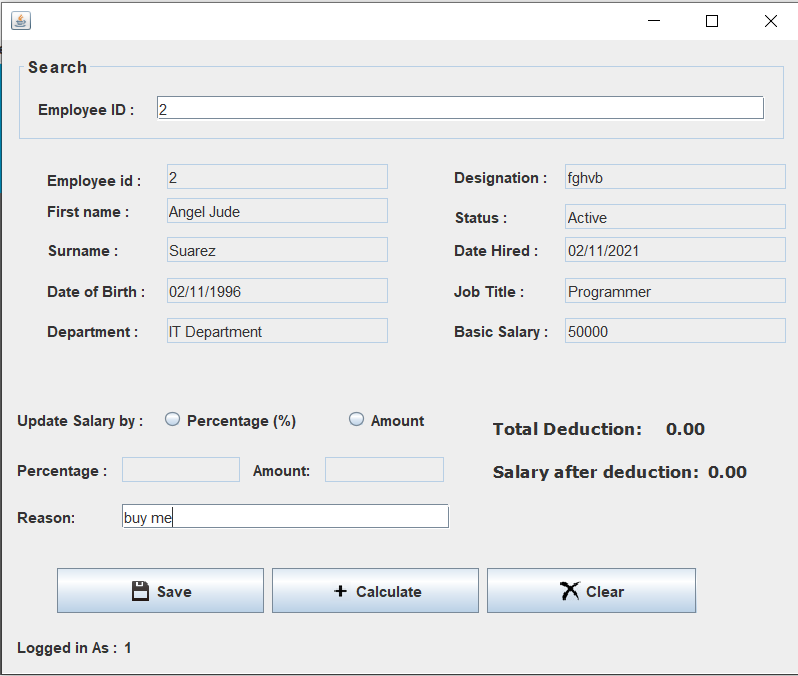 Search
Employee ID : 2
Employee id : 2
Designation : fghvb
First name : Angel Jude
Status : Active
Surname : Suarez
Date Hired : 02/11/2021
Date of Birth : 02/11/1996
Job Title : Programmer
Department : IT Department
Basic Salary : 50000
Update Salary by : Percentage (%) Amount
Total Deduction: 0.00
Percentage : Amount:
Salary after deduction: 0.00
Reason: buy me
Save
Calculate
Clear
Logged in As : 1